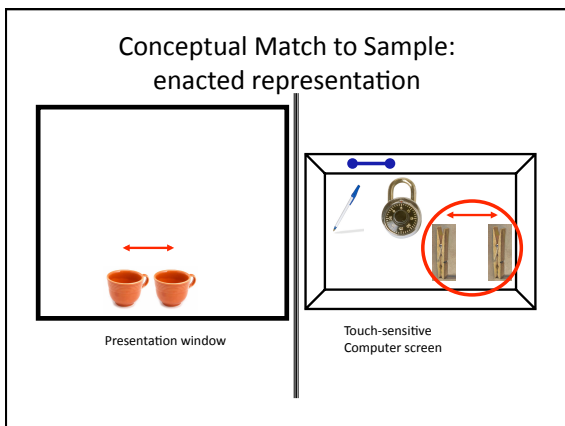 Conceptual Match to Sample:
enacted representation
Presentation window
Touch-sensitive
Computer screen